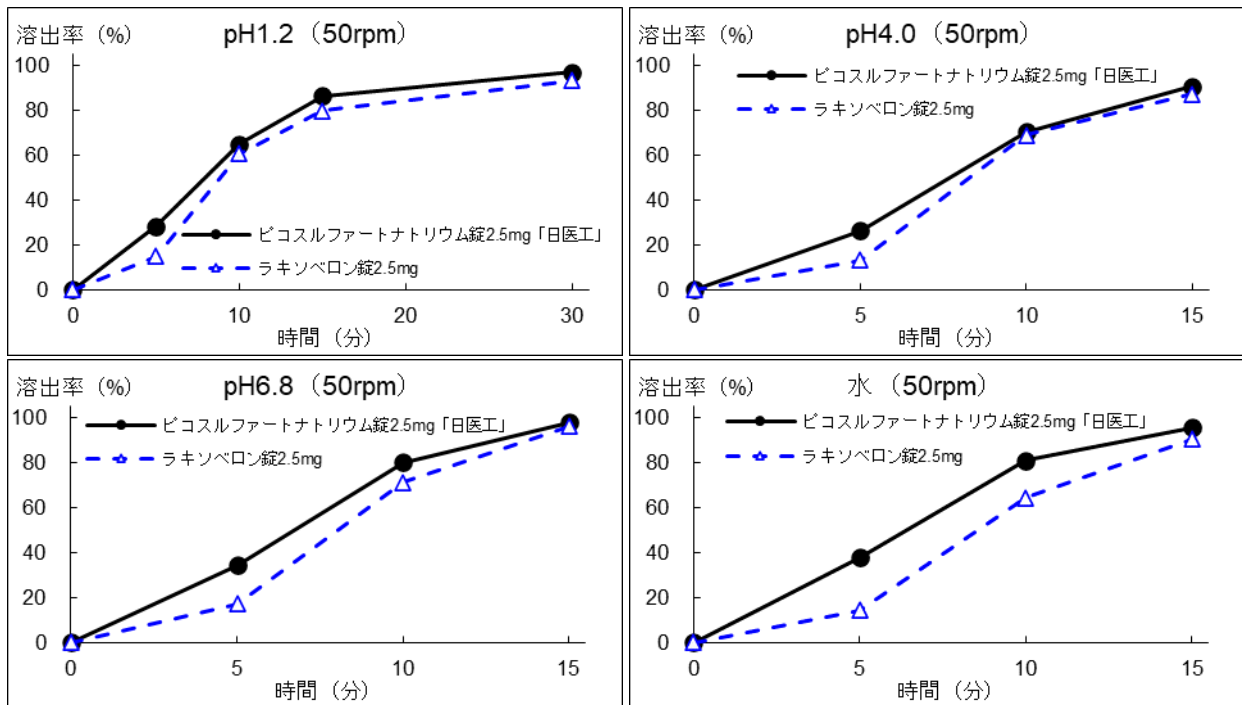 溶出率 (%)
pH1.2（50rpm）
100
80
60
40
20
0
ピコスルファートナトリウム錠2.5mg「日医工」
ラキソベロン錠2.5mg
0 10 20 30
時間（分）
溶出率 (%)
pH4.0（50rpm）
100
80
60
40
20
0
ピコスルファートナトリウム錠2.5mg「日医工」
ラキソベロン錠2.5mg
0 5 10 15
時間（分）
溶出率 (%)
pH6.8（50rpm）
100
80
60
40
20
0
ピコスルファートナトリウム錠2.5mg「日医工」
ラキソベロン錠2.5mg
0 5 10 15
時間（分）
溶出率 (%)
水（50rpm）
100
80
60
40
20
0
ピコスルファートナトリウム錠2.5mg「日医工」
ラキソベロン錠2.5mg
0 5 10 15
時間（分）